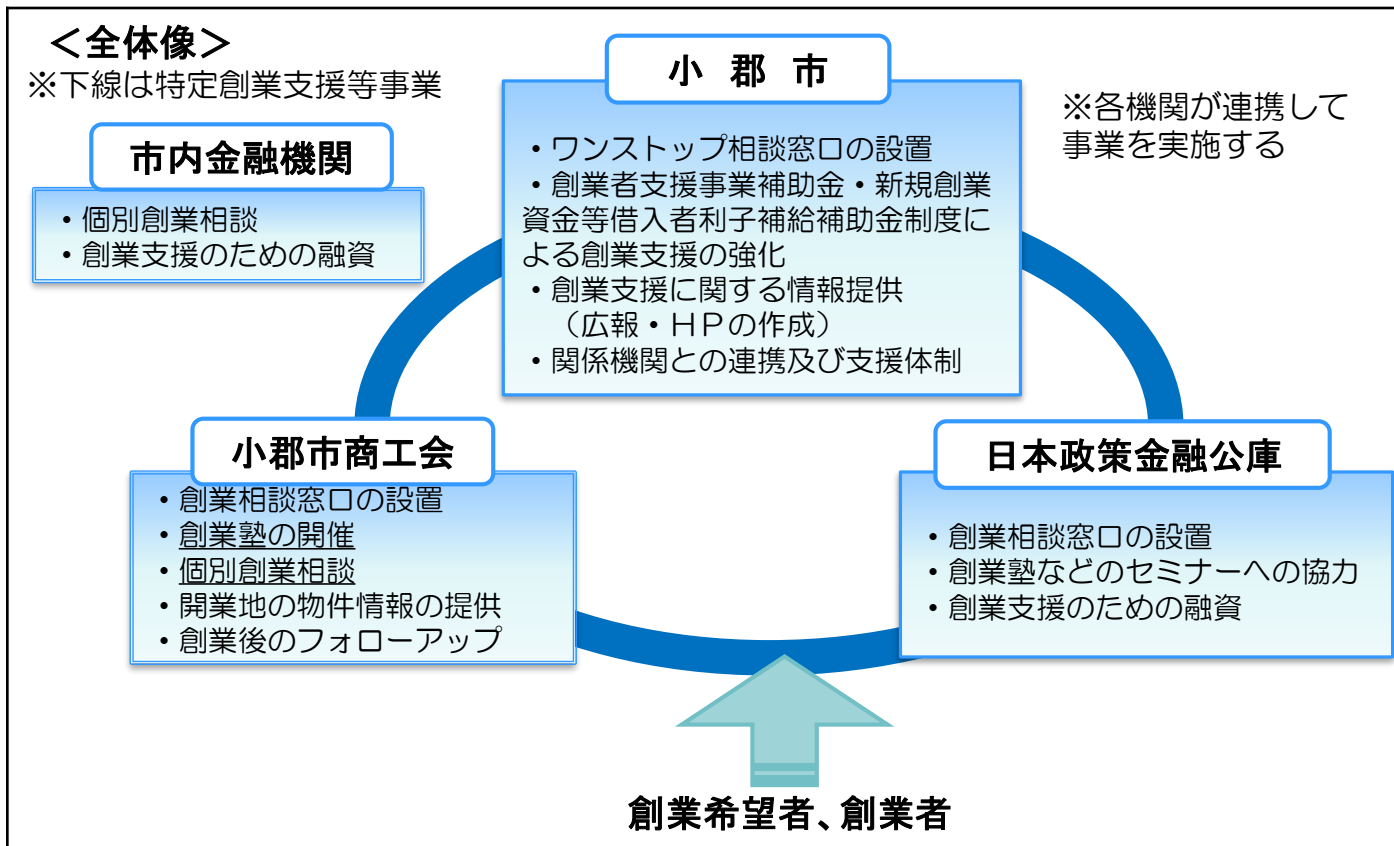 ＜全体像＞
※下線は特定創業支援等事業
小 郡 市
・ワンストップ相談窓口の設置
・創業者支援事業補助金・新規創業
資金等借入者利子補給補助金制度に
よる創業支援の強化
・創業支援に関する情報提供
（広報・ＨＰの作成）
・関係機関との連携及び支援体制
※各機関が連携して
事業を実施する
市内金融機関
・個別創業相談
・創業支援のための融資
小郡市商工会
・創業相談窓口の設置
・創業塾の開催
・個別創業相談
・開業地の物件情報の提供
・創業後のフォローアップ
日本政策金融公庫
・創業相談窓口の設置
・創業塾などのセミナーへの協力
・創業支援のための融資
創業希望者、創業者